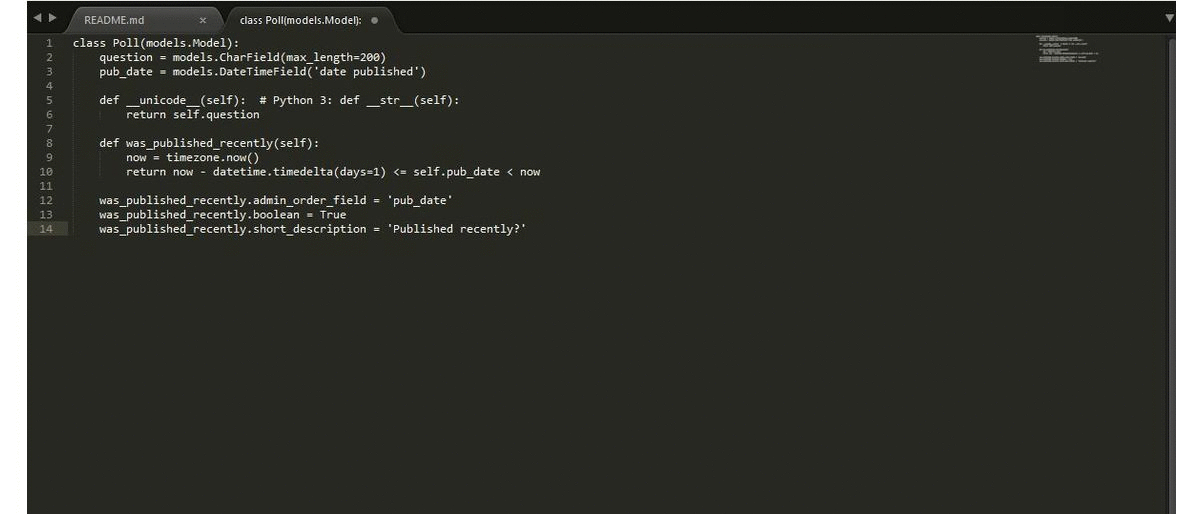 README.md x class Poll(models.Model):
1 class Poll(models.Model):
2     question = models.CharField(max_length=200)
3     pub_date = models.DateTimeField('date published')
4
5     def __unicode__(self):  # Python 3: def __str__(self):
6         return self.question
7
8     def was_published_recently(self):
9         now = timezone.now()
10         return now - datetime.timedelta(days=1) <= self.pub_date < now
11
12     was_published_recently.admin_order_field = 'pub_date'
13     was_published_recently.boolean = True
14     was_published_recently.short_description = 'Published recently?'